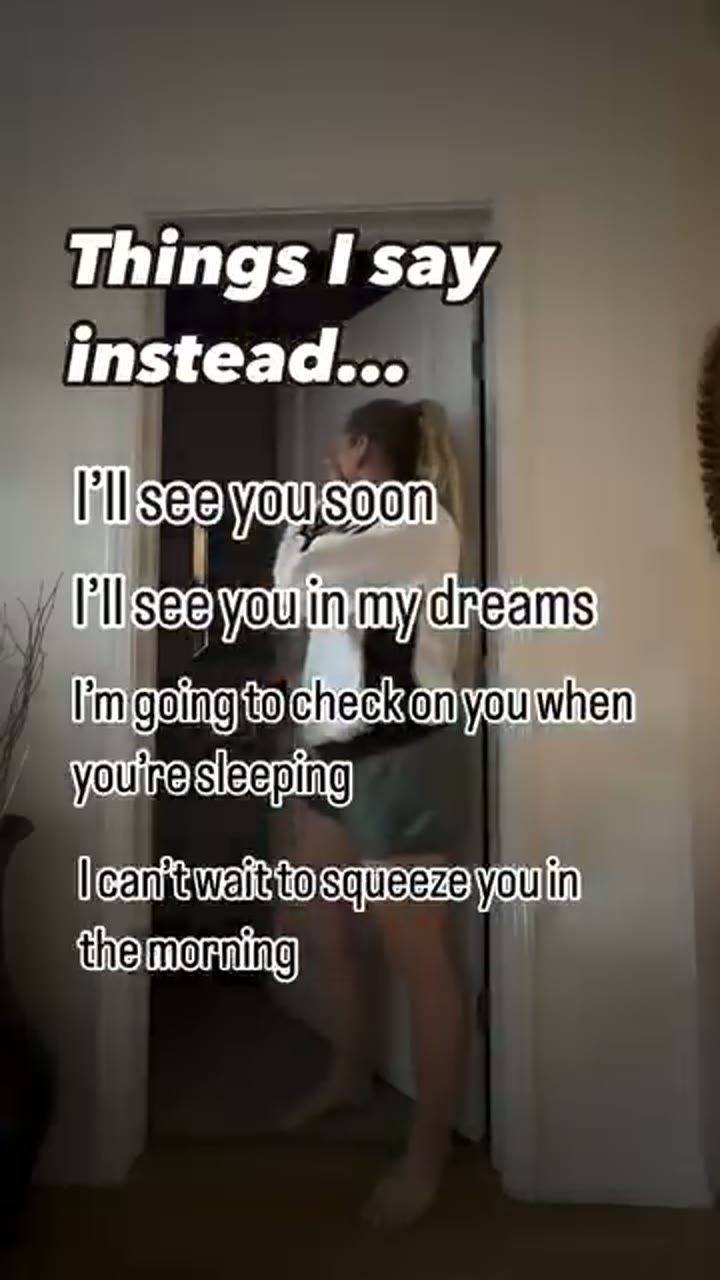 Things I say
instead...
I'll see you soon
I'll see you in my dreams
I'm going to check on you when
you're sleeping
I can't wait to squeeze you in
the morning